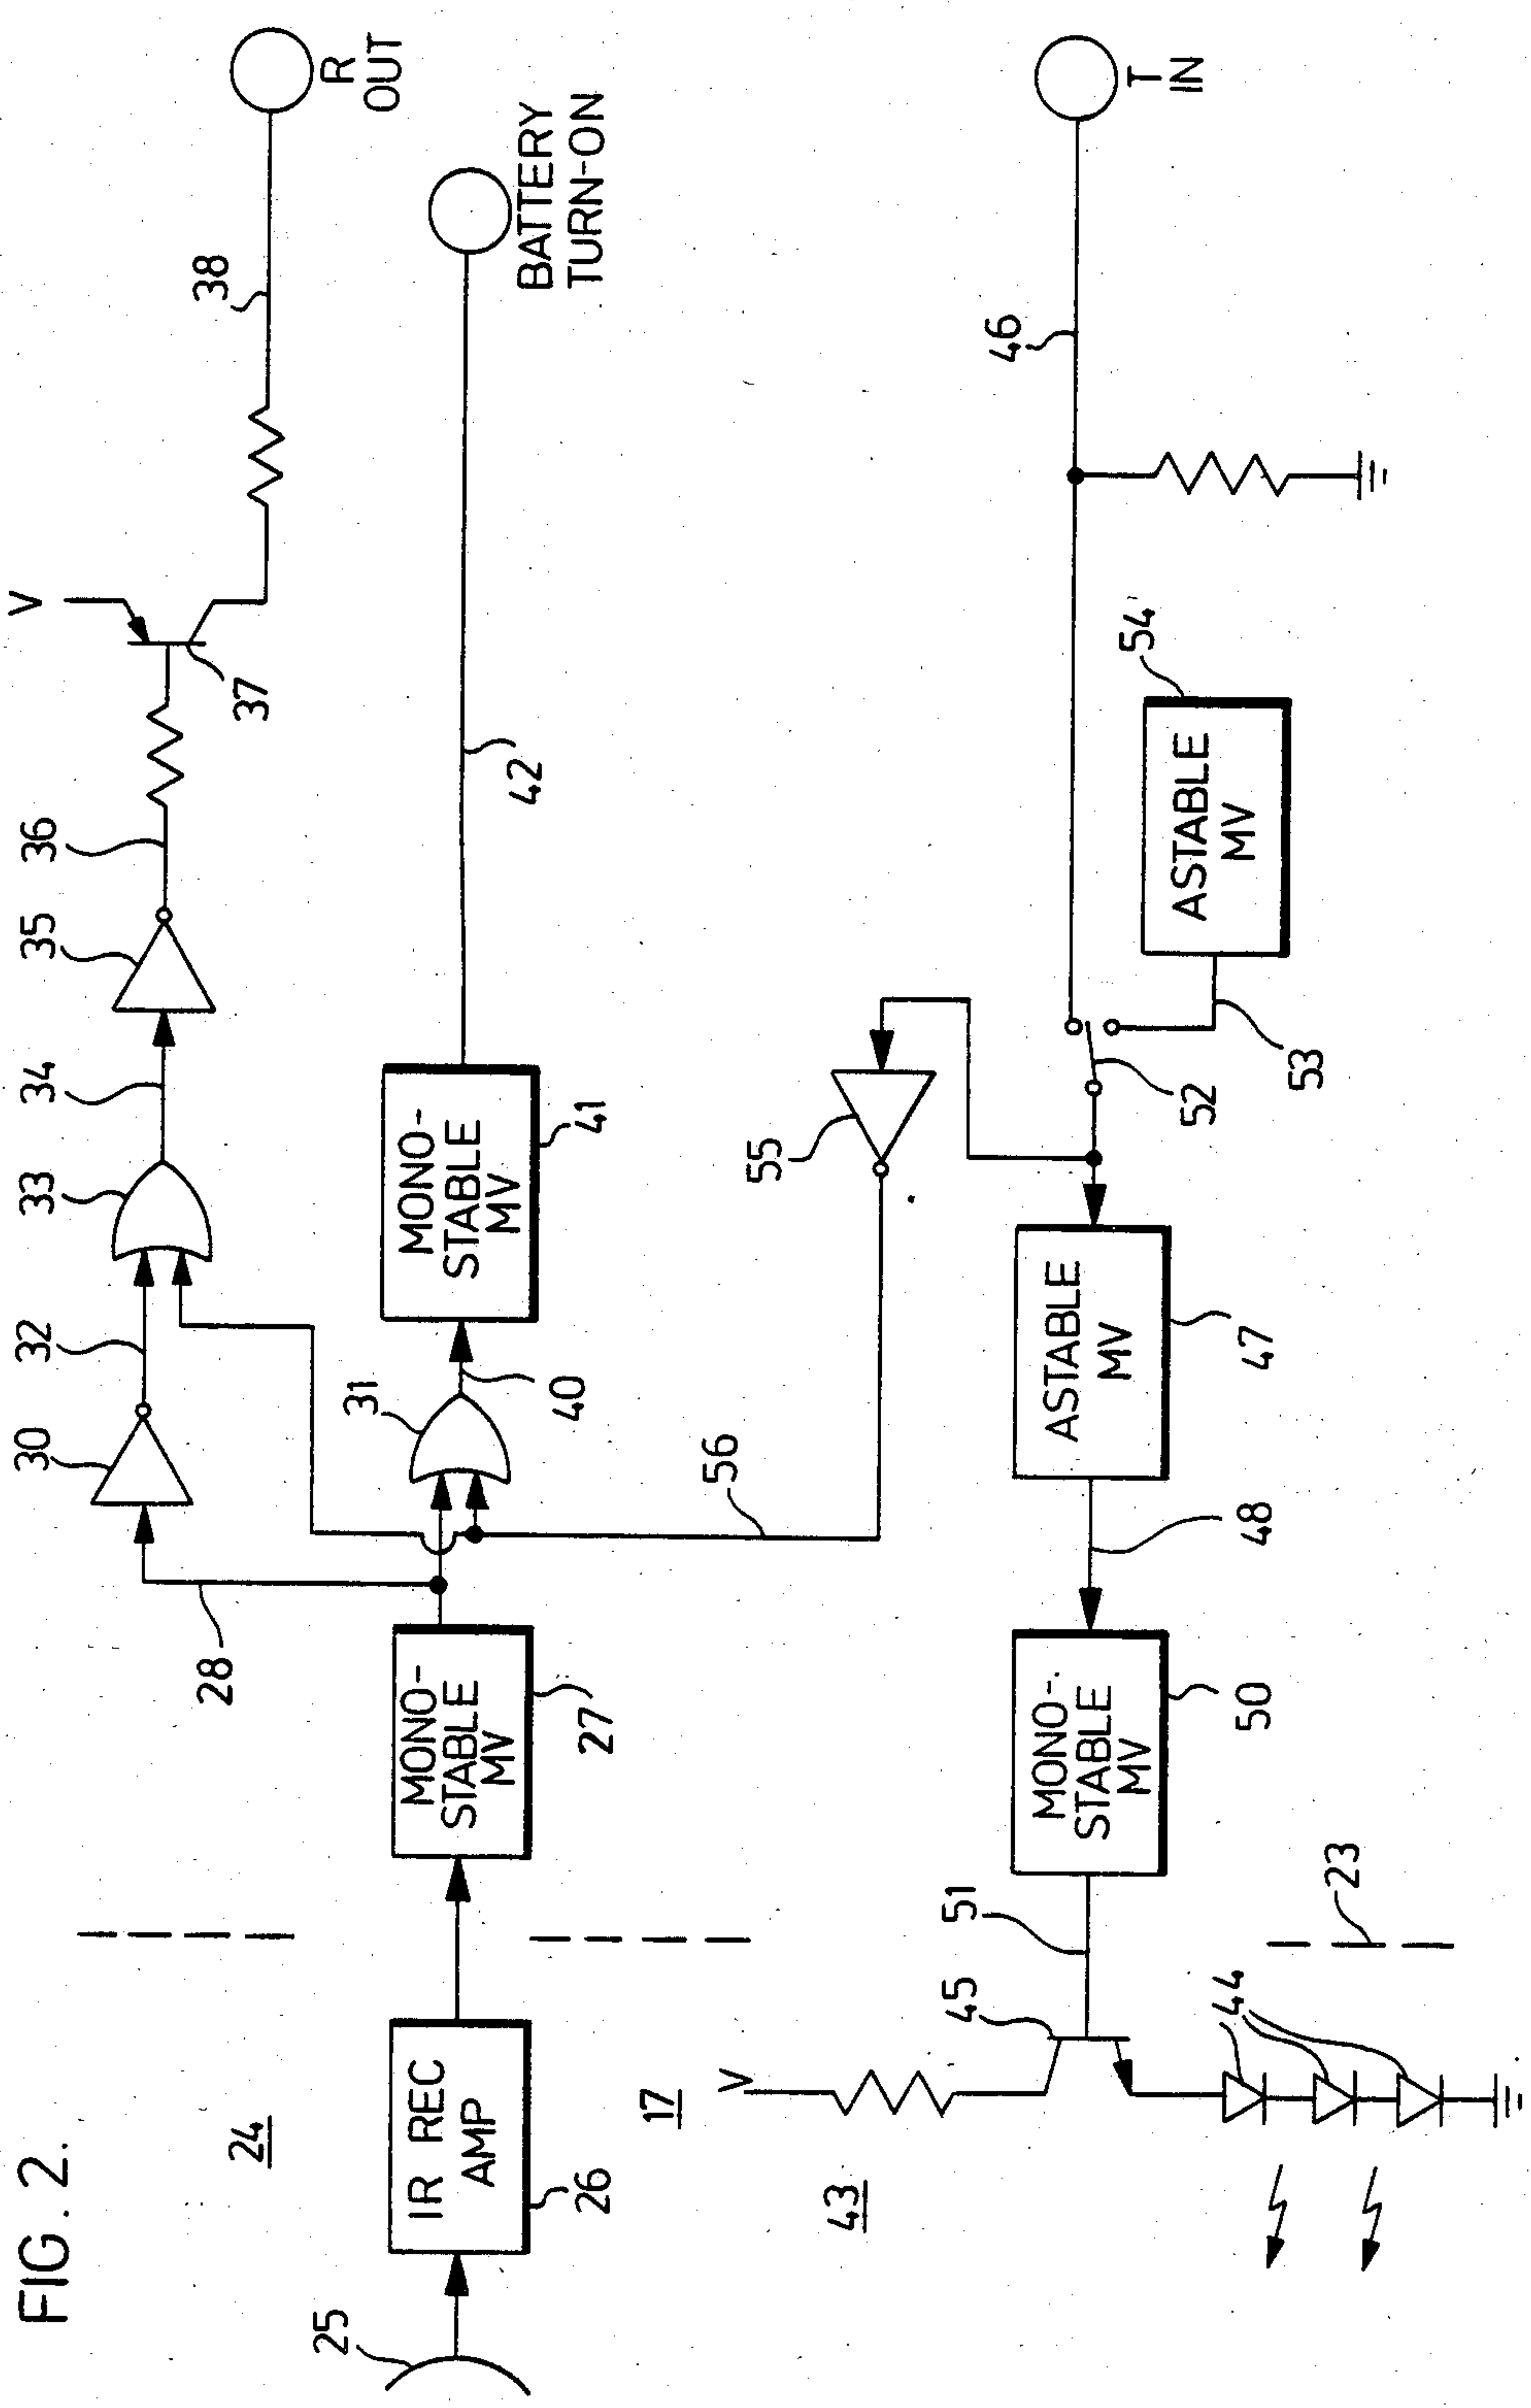 FIG. 2.
24
25
IR REC
AMP
26
MONO-
STABLE
MV
27
28
30
32
33
34
35
36
V
37
38
R
OUT
31
40
MONO-
STABLE
MV
41
42
BATTERY
TURN-ON
56
55
17
43
V
45
44
51
23
MONO-
STABLE
MV
50
48
ASTABLE
MV
47
52
53
ASTABLE
MV
54
46
T
IN